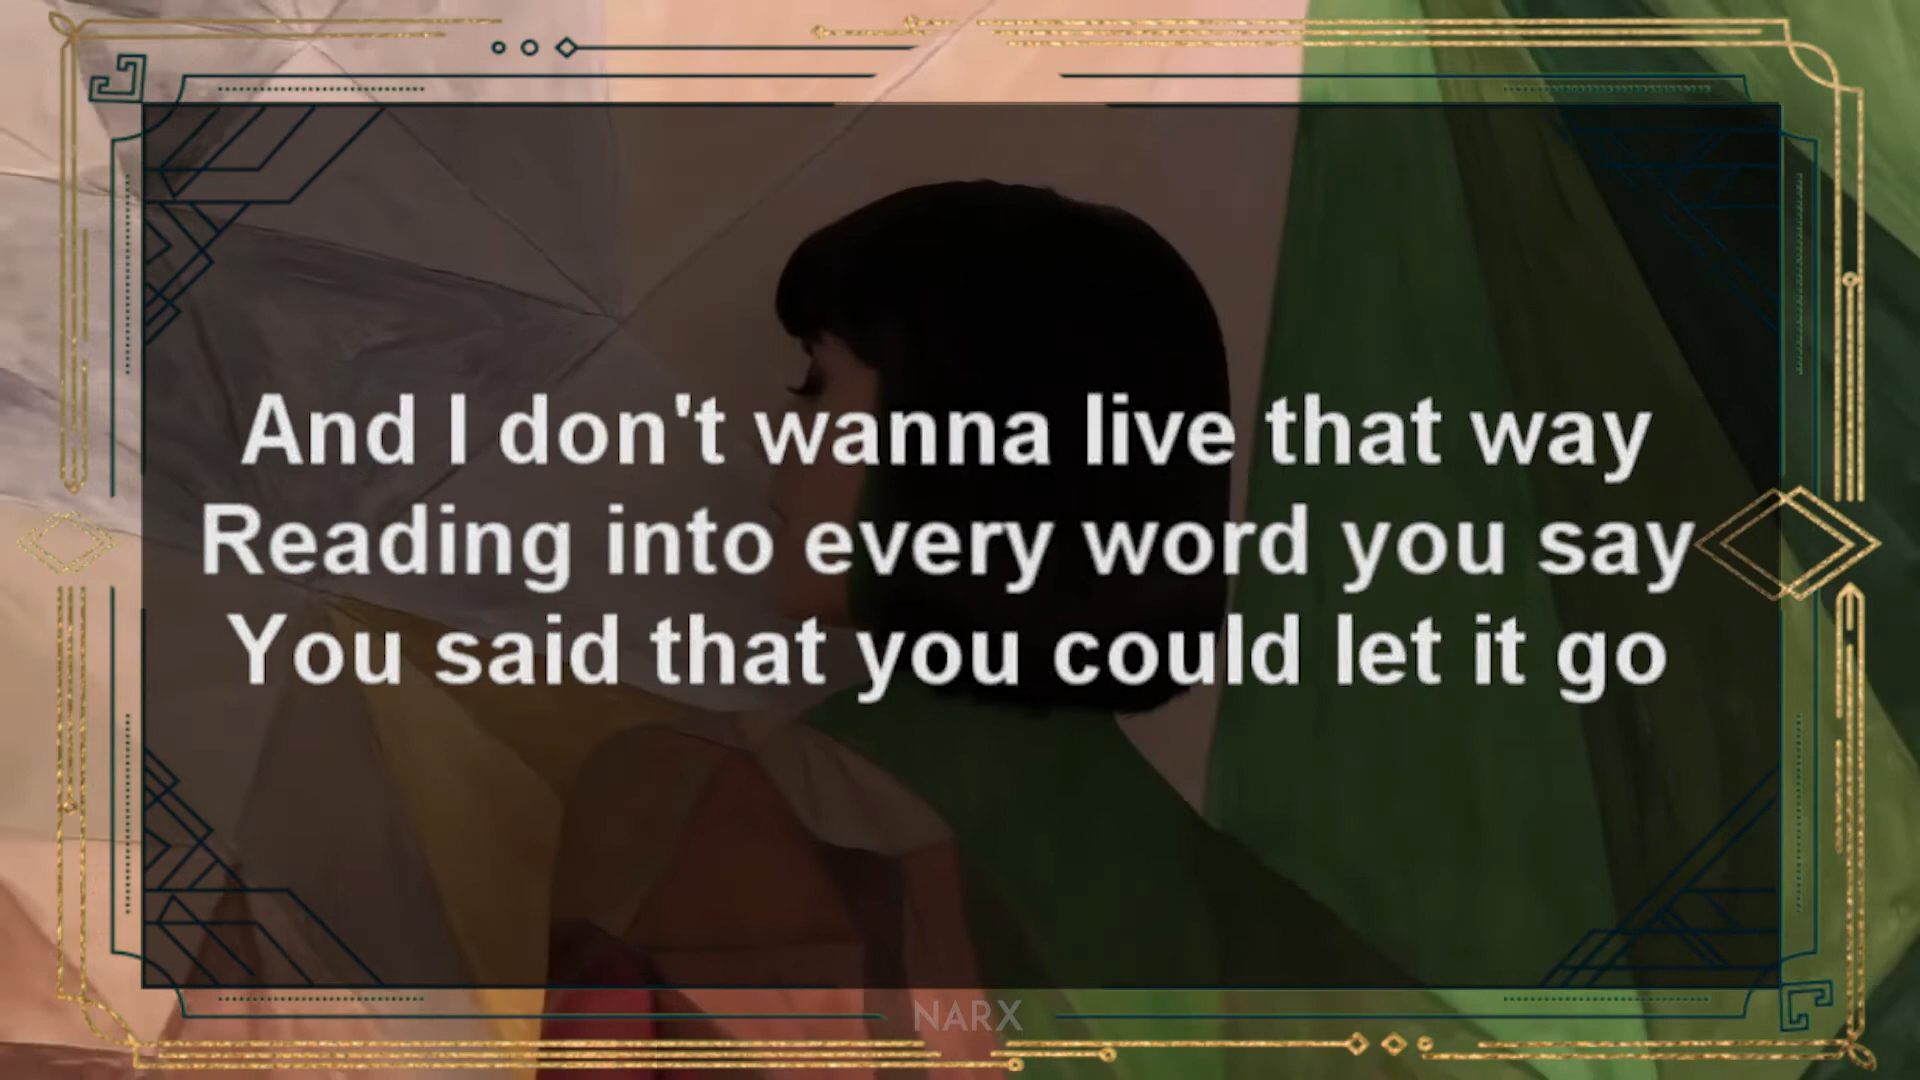 And I don't wanna live that way
Reading into every word you say
You said that you could let it go
NARX